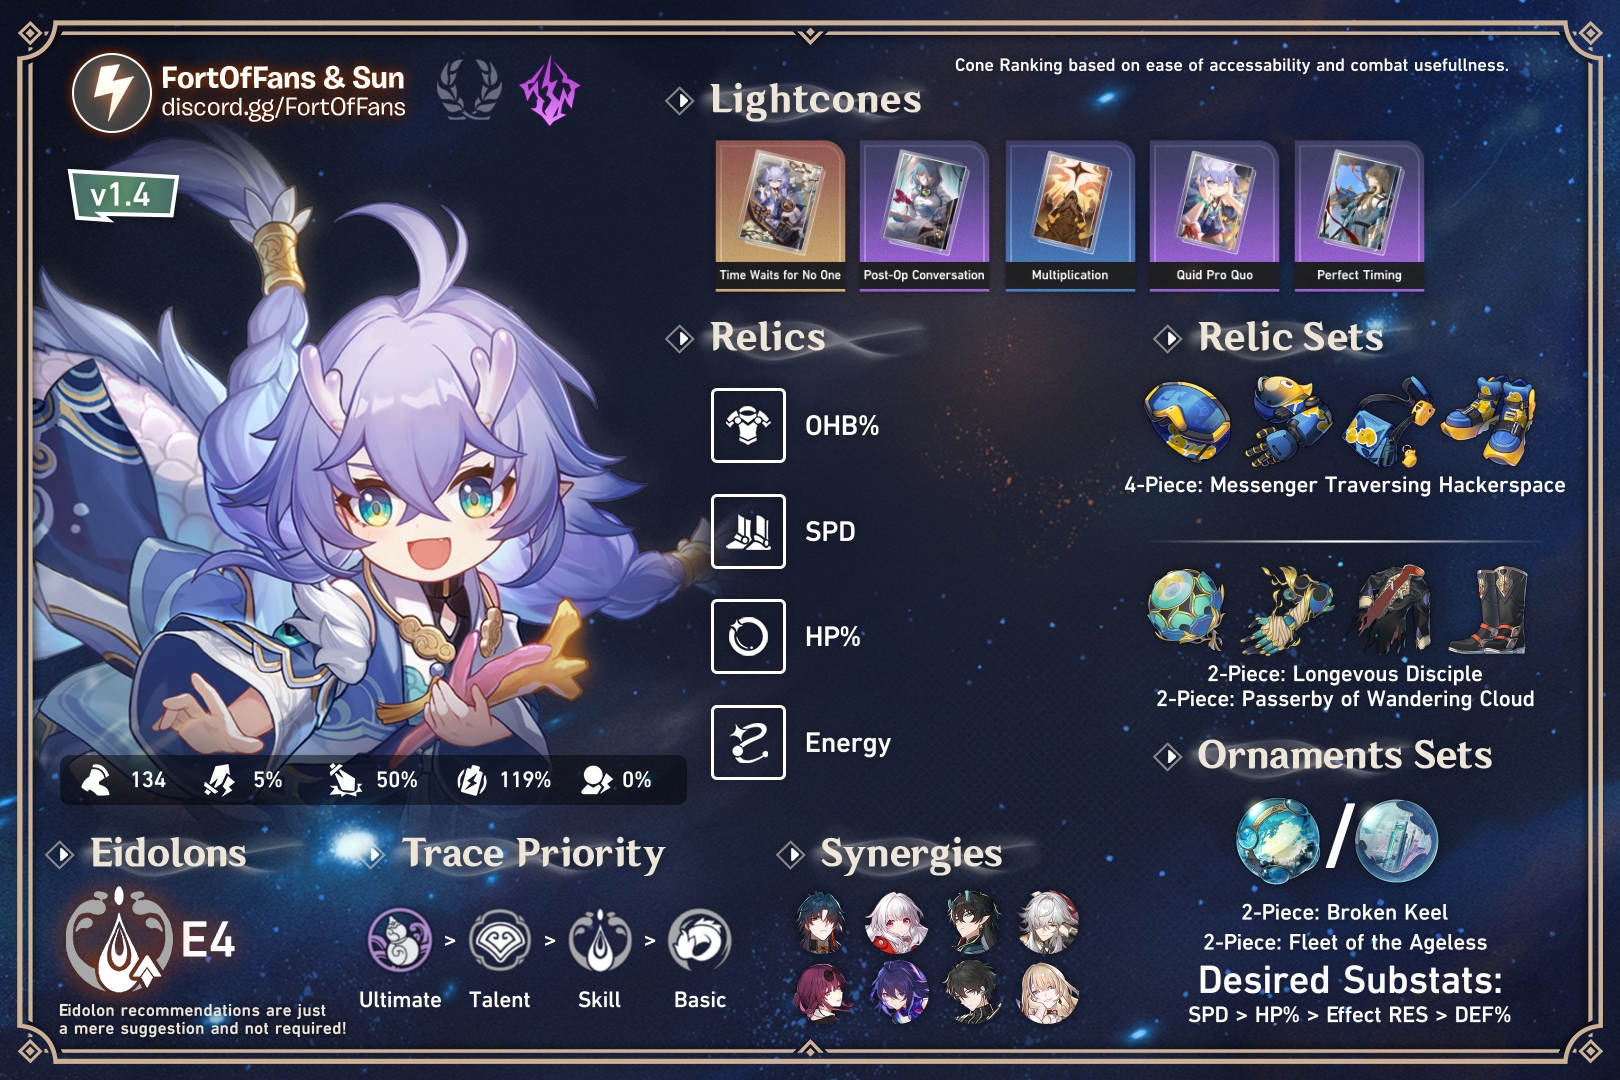 FortOfFans & Sun
discord.gg/FortOfFans
v1.4
Cone Ranking based on ease of accessability and combat usefullness.
Lightcones
Time Waits for No One
Post-Op Conversation
Multiplication
Quid Pro Quo
Perfect Timing
Relics
OHB%
SPD
HP%
Energy
Relic Sets
4-Piece: Messenger Traversing Hackerspace
2-Piece: Longevous Disciple
2-Piece: Passerby of Wandering Cloud
Ornaments Sets
2-Piece: Broken Keel
2-Piece: Fleet of the Ageless
Desired Substats:
SPD > HP% > Effect RES > DEF%
134
5%
50%
119%
0%
Eidolons
E4
Eidolon recommendations are just
a mere suggestion and not required!
Trace Priority
> > >
Ultimate
Talent
Skill
Basic
Synergies